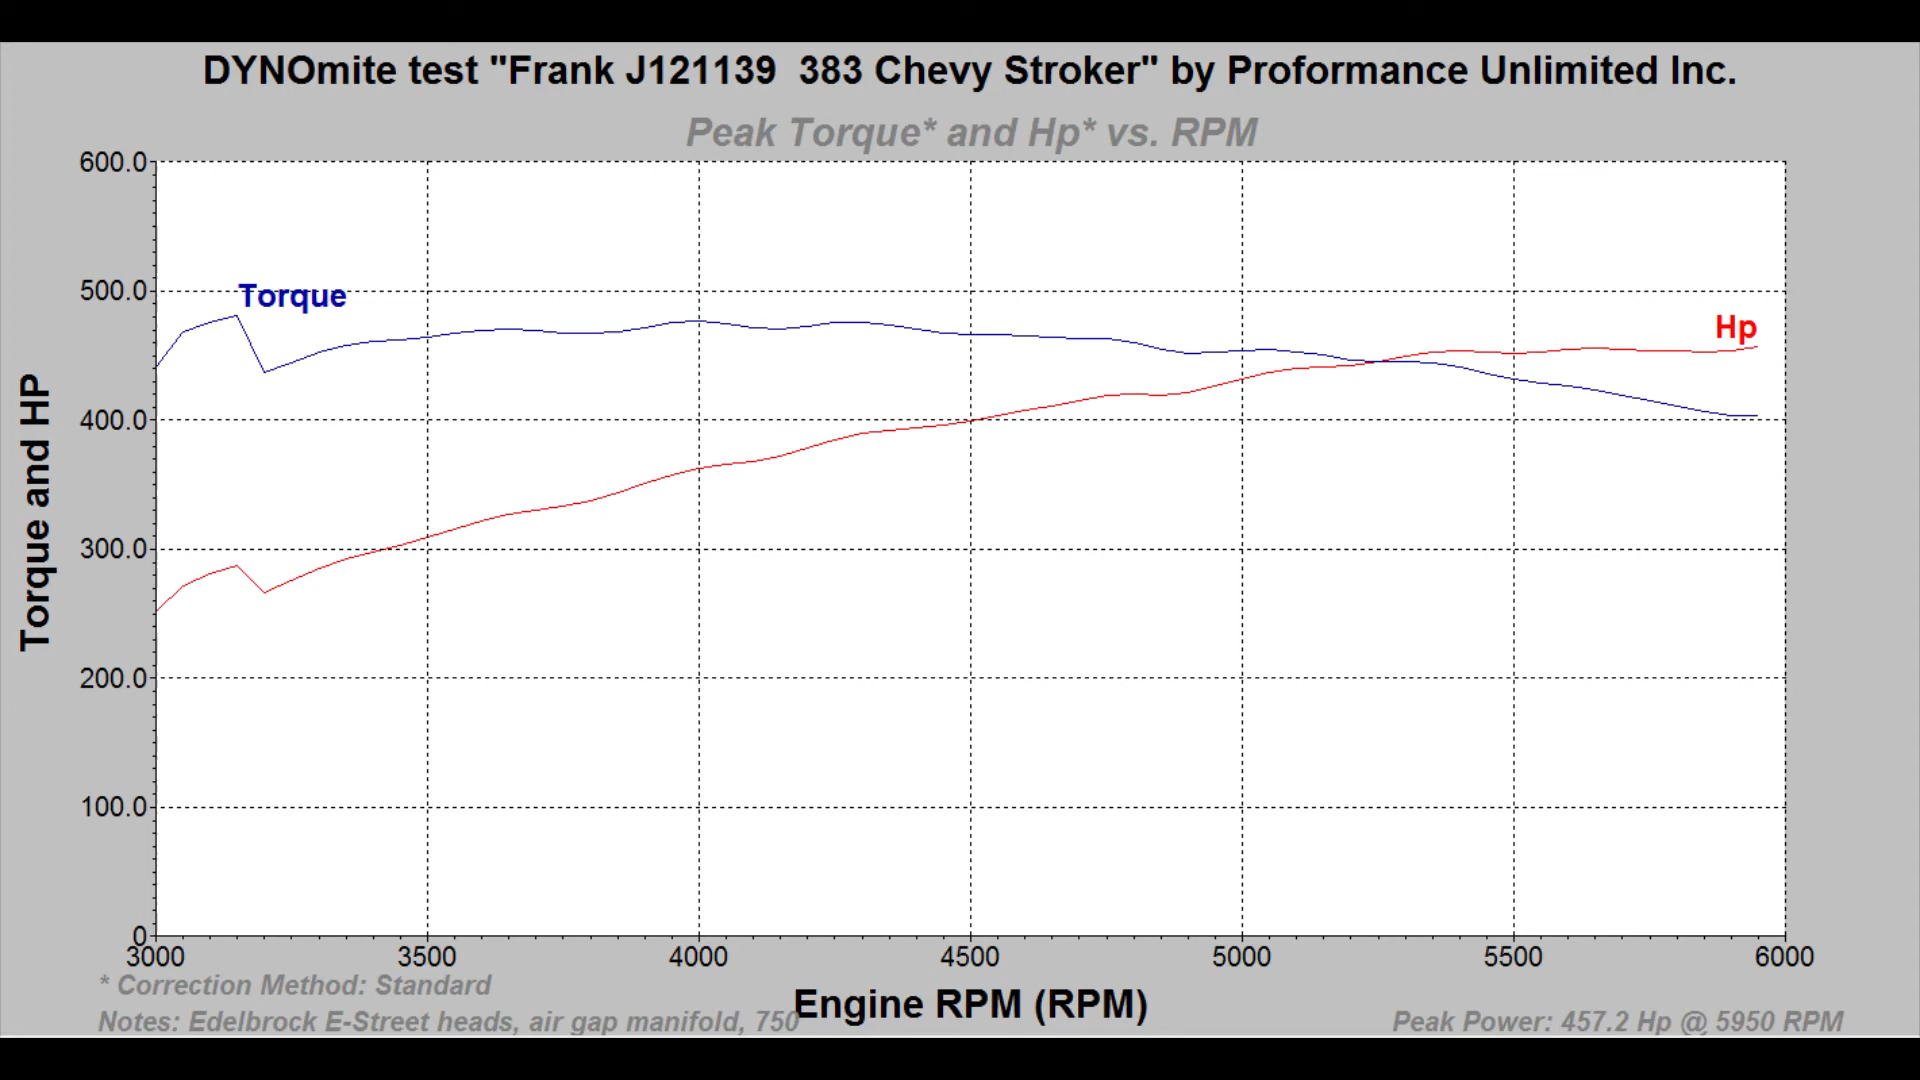 DYNOmite test "Frank J121139  383 Chevy Stroker" by Proformance Unlimited Inc.
Peak Torque* and Hp* vs. RPM
Torque and HP
600.0
500.0
400.0
300.0
200.0
100.0
0
Torque
Hp
3000 3500 4000 4500 5000 5500 6000
* Correction Method: Standard
Engine RPM (RPM)
Notes: Edelbrock E-Street heads, air gap manifold, 750
Peak Power: 457.2 Hp @ 5950 RPM